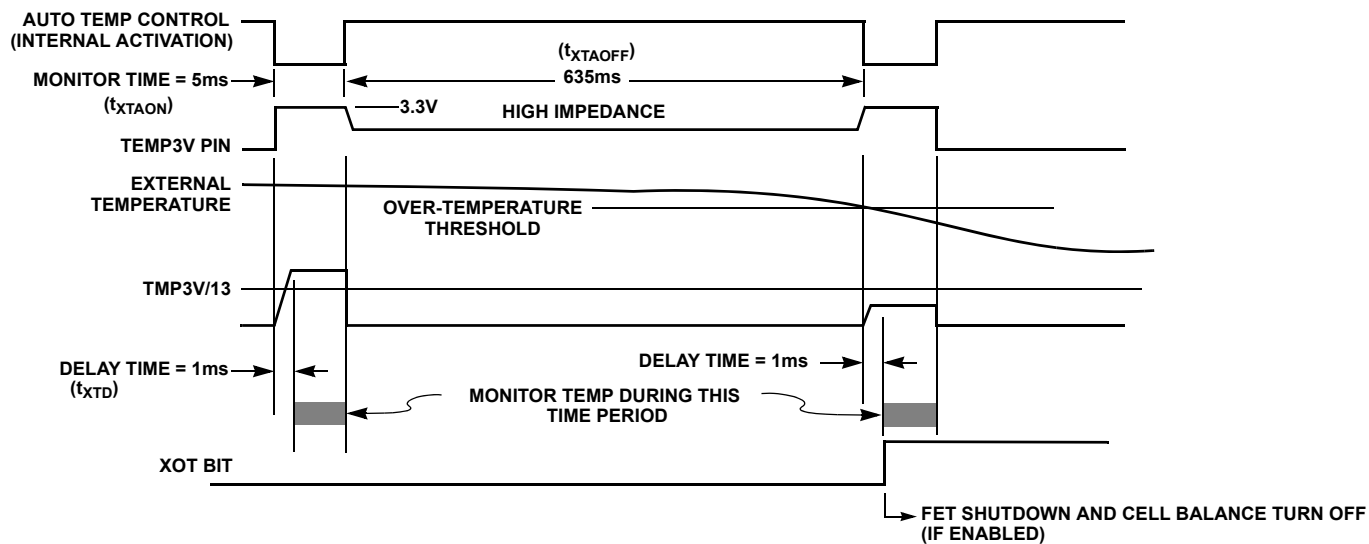 AUTO TEMP CONTROL
(INTERNAL ACTIVATION)
(tXTAOFF)
MONITOR TIME = 5ms
635ms
(tXTAON)
3.3V
HIGH IMPEDANCE
TEMP3V PIN
EXTERNAL
TEMPERATURE
OVER-TEMPERATURE
THRESHOLD
TMP3V/13
DELAY TIME = 1ms
(tXTD)
DELAY TIME = 1ms
MONITOR TEMP DURING THIS
TIME PERIOD
XOT BIT
FET SHUTDOWN AND CELL BALANCE TURN OFF
(IF ENABLED)